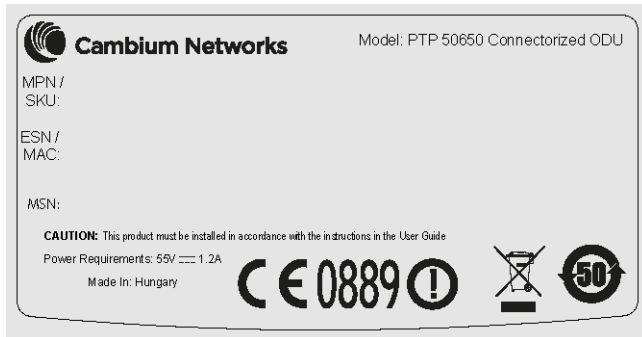 Cambium Networks
Model: PTP 50650 Connectorized ODU
MPN /
SKU:
ESN /
MAC:
MSN:
CAUTION: This product must be installed in accordance with the instructions in the User Guide
Power Requirements: 55V ⎓ 1.2A
Made In: Hungary
CE 0889
50